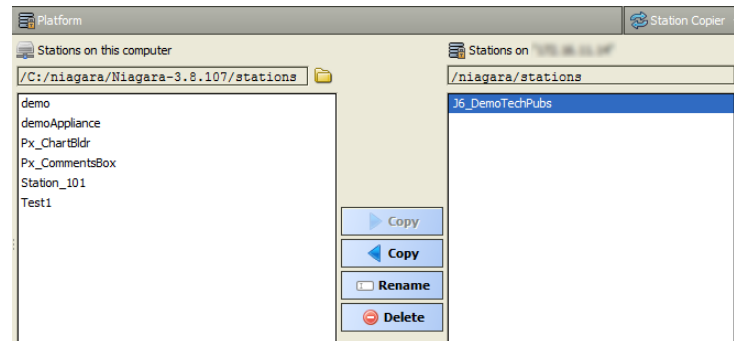 Platform
Station Copier
Stations on this computer
Stations on
/C:/niagara/Niagara-3.8.107/stations
/niagara/stations
demo
J6_DemoTechPubs
demoAppliance
Px_ChartBldr
Px_CommentsBox
Station_101
Test1
Copy
Copy
Rename
Delete